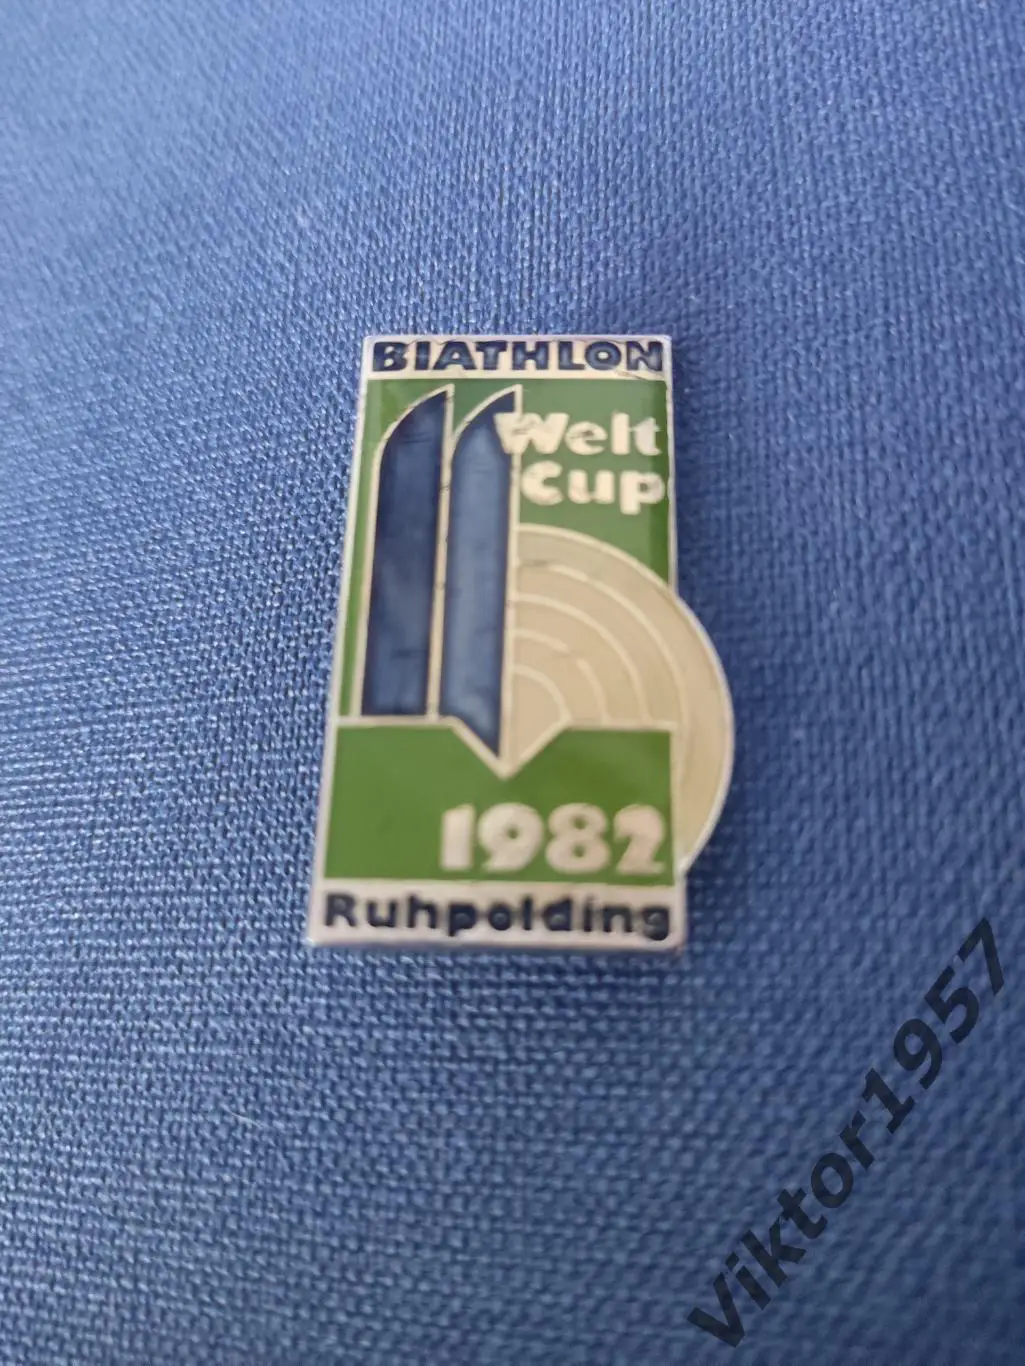 BIATHLON
Welt
Cup
1982
Ruhpolding
Viktor1957